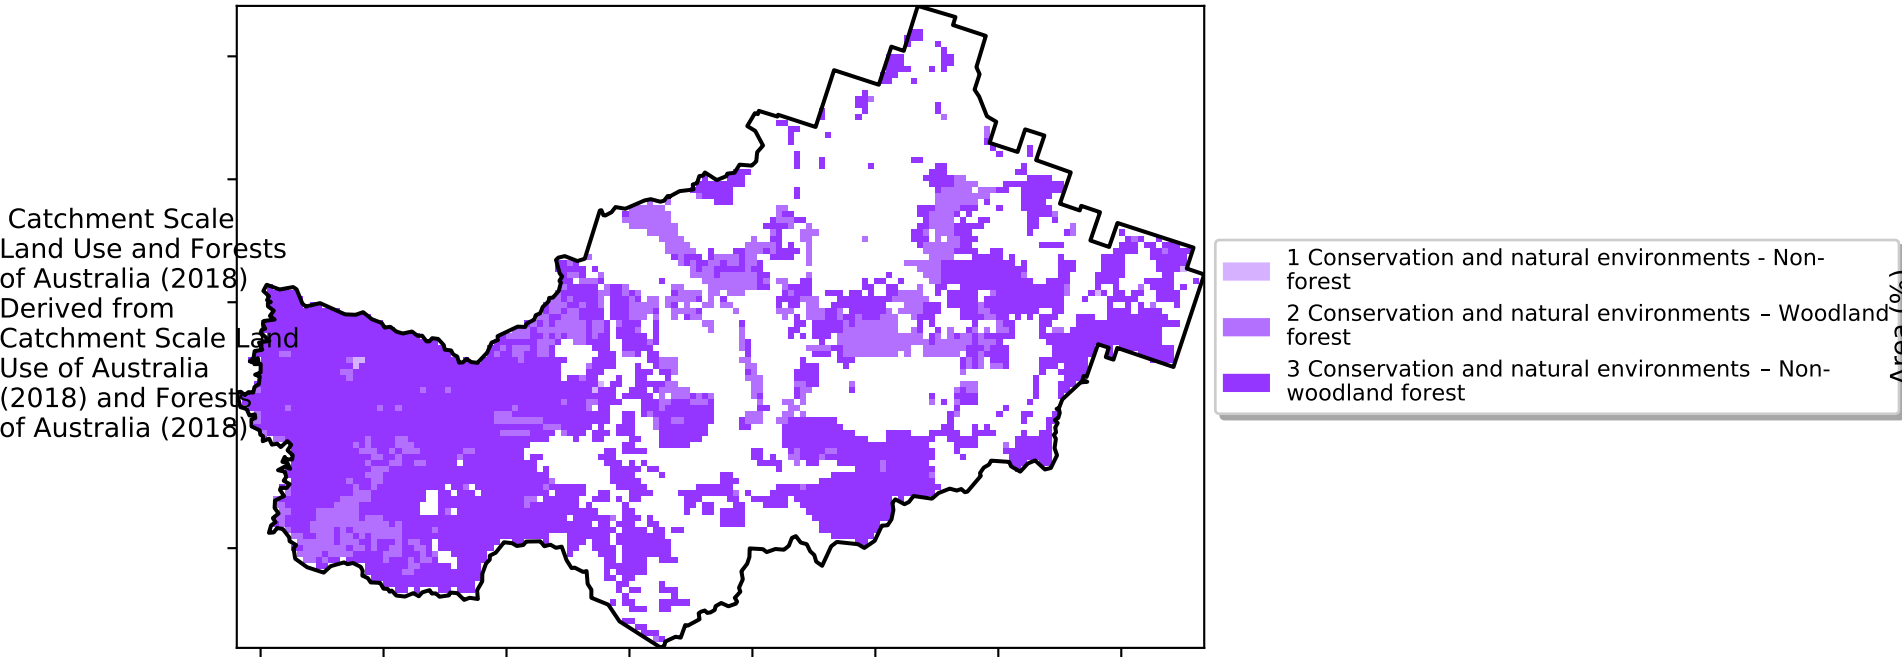 Catchment Scale
Land Use and Forests
of Australia (2018)
Derived from
Catchment Scale Land
Use of Australia
(2018) and Forests
of Australia (2018)
1 Conservation and natural environments - Non-
forest
2 Conservation and natural environments – Woodland
forest
3 Conservation and natural environments – Non-
woodland forest